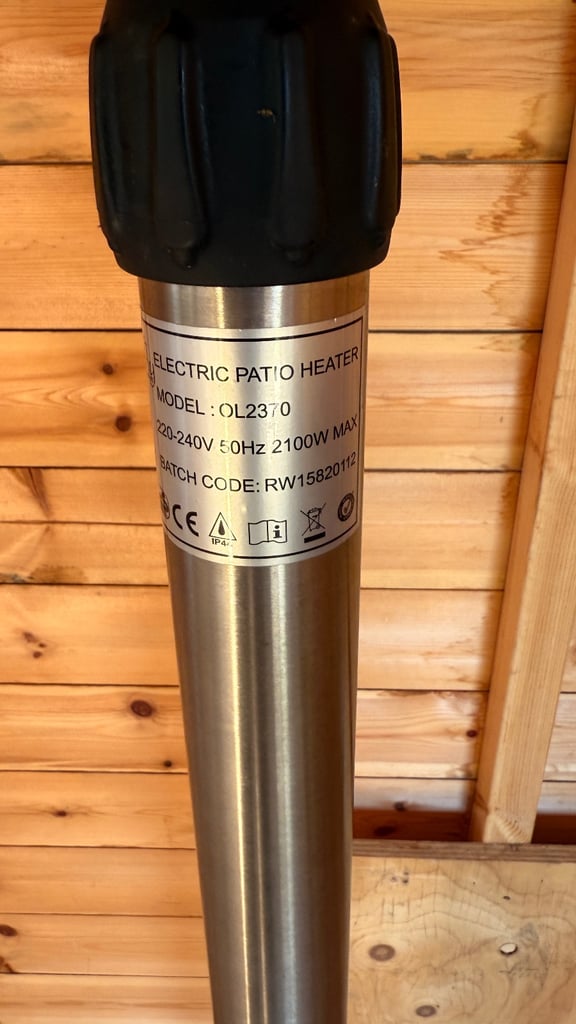 ELECTRIC PATIO HEATER
MODEL : OL2370
220-240V 50Hz 2100W MAX
BATCH CODE: RW15820112
CE
IP44
i